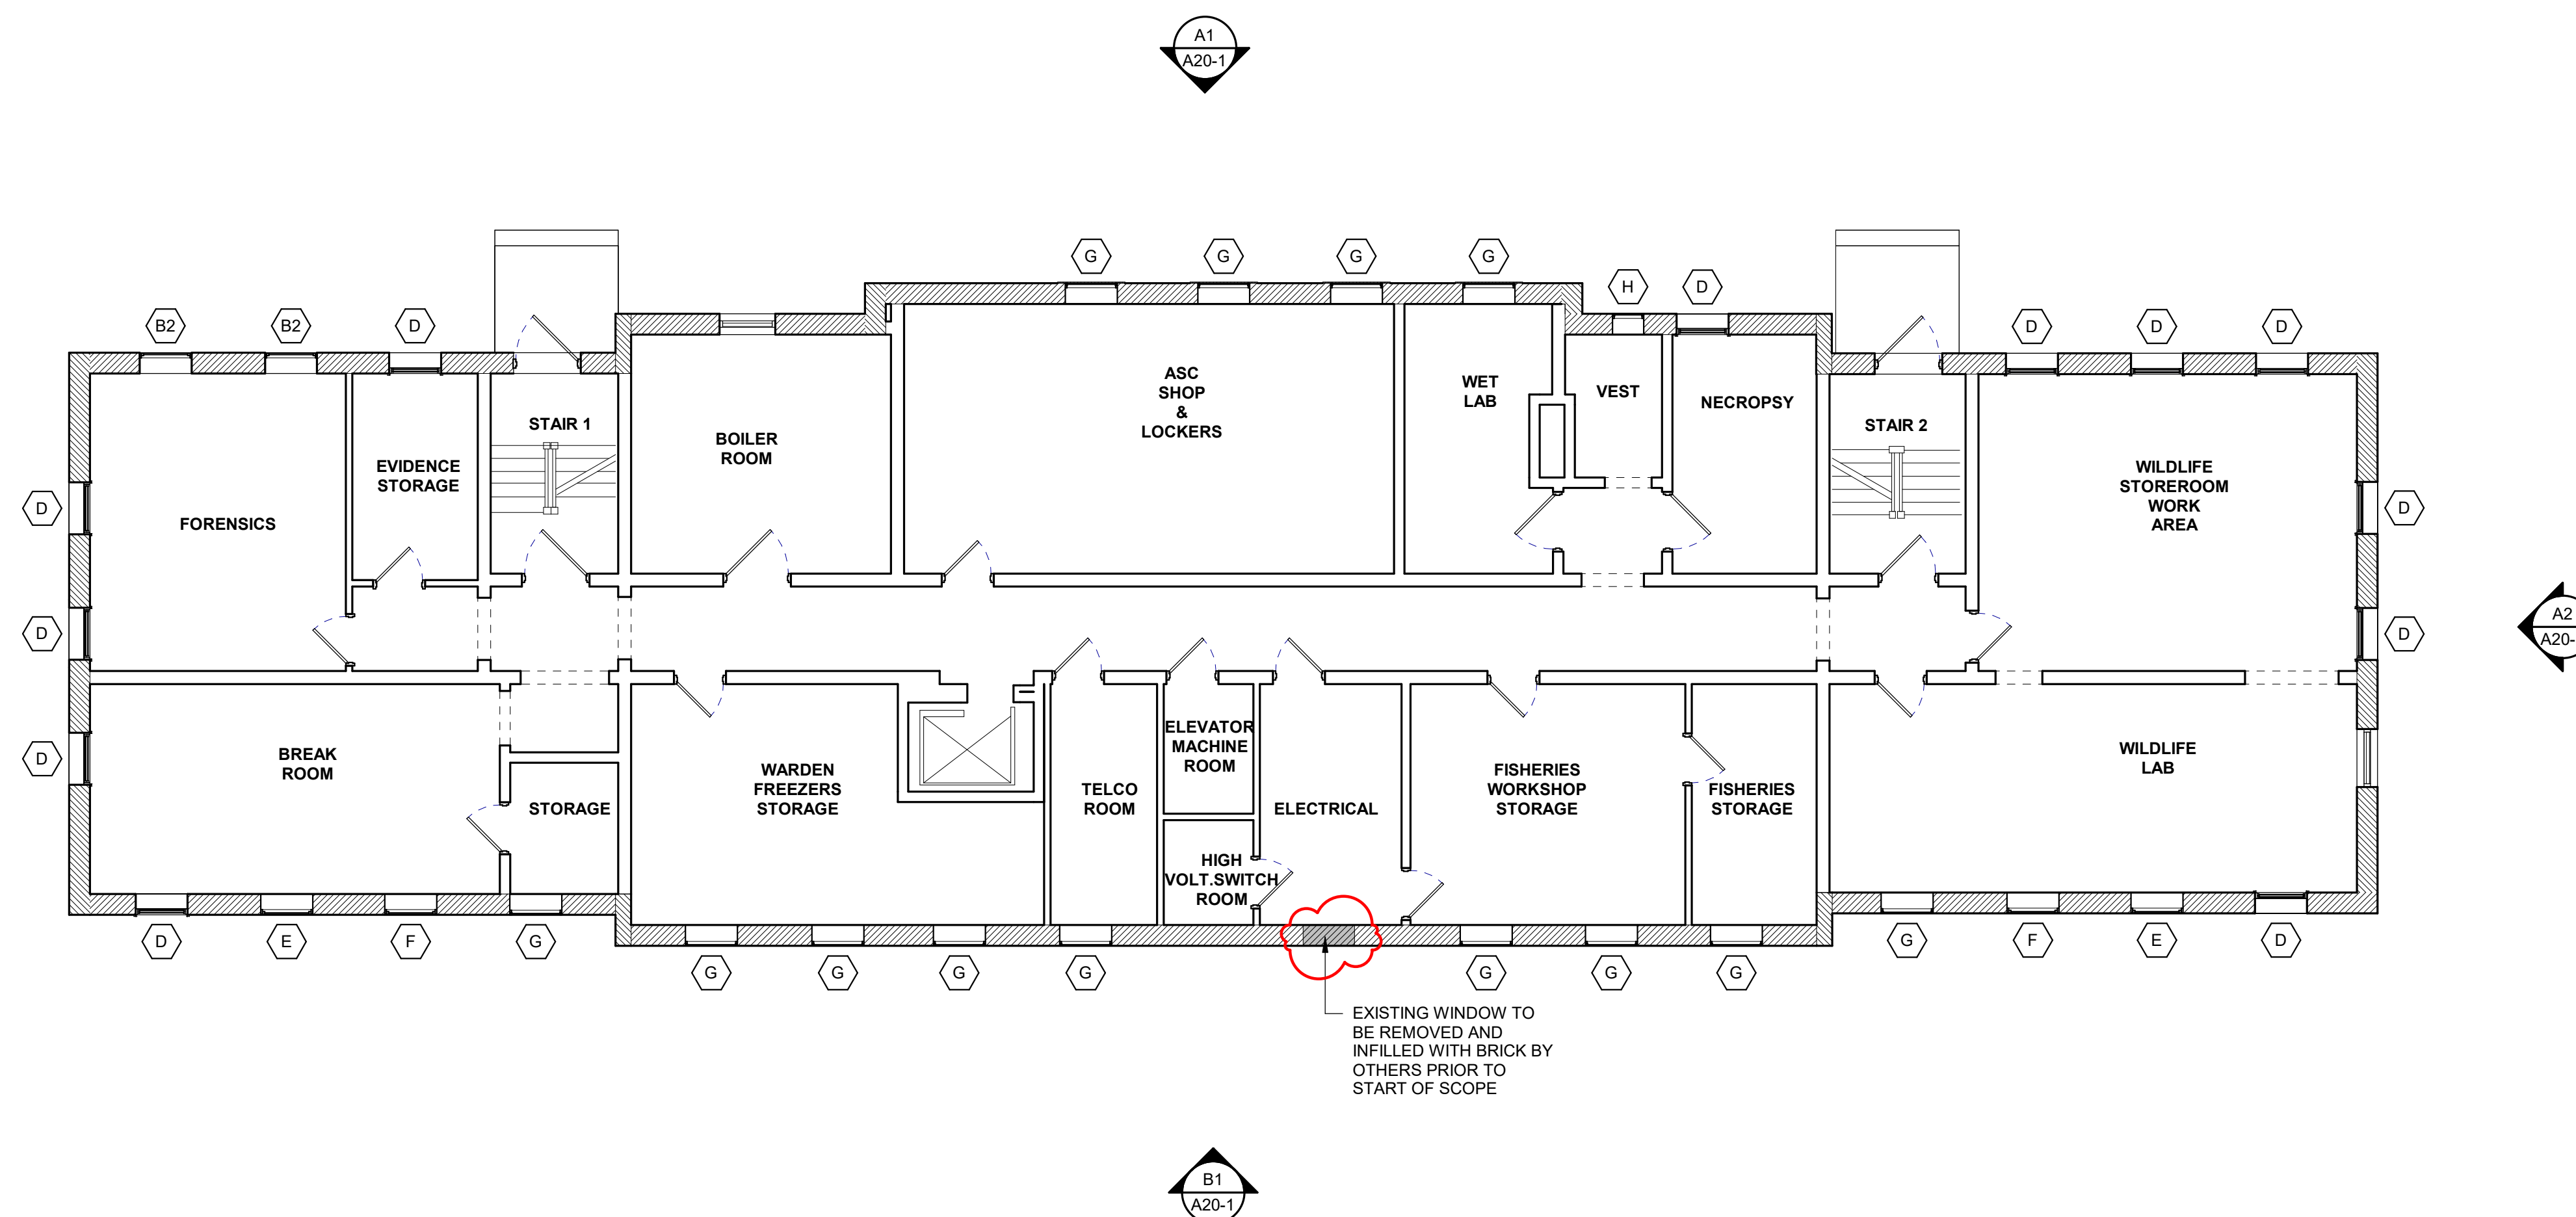 A1
A20-1
G
G
G
G
H
D
B2
B2
D
D
D
D
ASC
SHOP
&
LOCKERS
WET
LAB
VEST
NECROPSY
STAIR 1
STAIR 2
BOILER
ROOM
EVIDENCE
STORAGE
WILDLIFE
STOREROOM
WORK
AREA
FORENSICS
D
D
D
D
A2
A20-
BREAK
ROOM
ELEVATOR
MACHINE
ROOM
WILDLIFE
LAB
D
WARDEN
FREEZERS
STORAGE
TELCO
ROOM
FISHERIES
WORKSHOP
STORAGE
FISHERIES
STORAGE
STORAGE
ELECTRICAL
HIGH
VOLT.SWITCH
ROOM
D
E
F
G
G
F
E
D
G
G
G
G
G
G
G
EXISTING WINDOW TO
BE REMOVED AND
INFILLED WITH BRICK BY
OTHERS PRIOR TO
START OF SCOPE
B1
A20-1